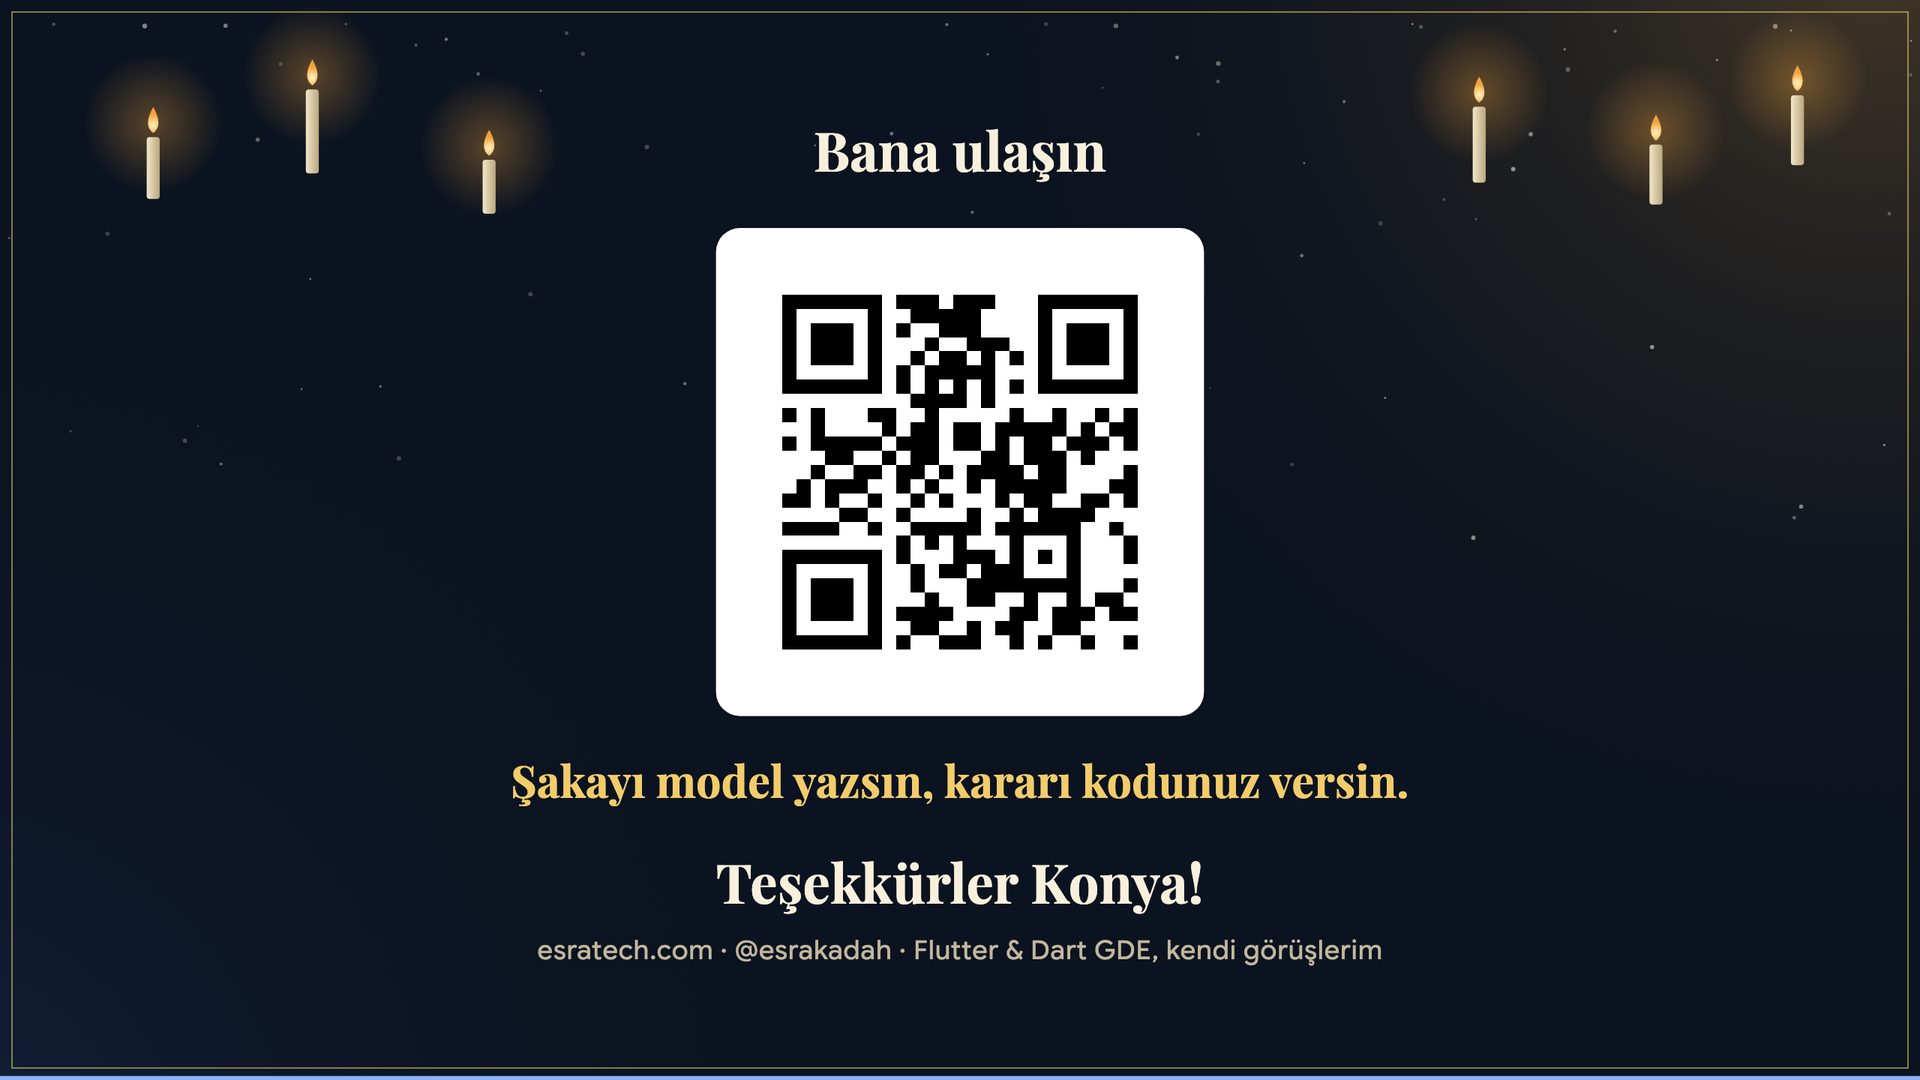 Bana ulaşın
Şakayı model yazsın, kararı kodunuz versin.
Teşekkürler Konya!
esratech.com · @esrakadah · Flutter & Dart GDE, kendi görüşlerim